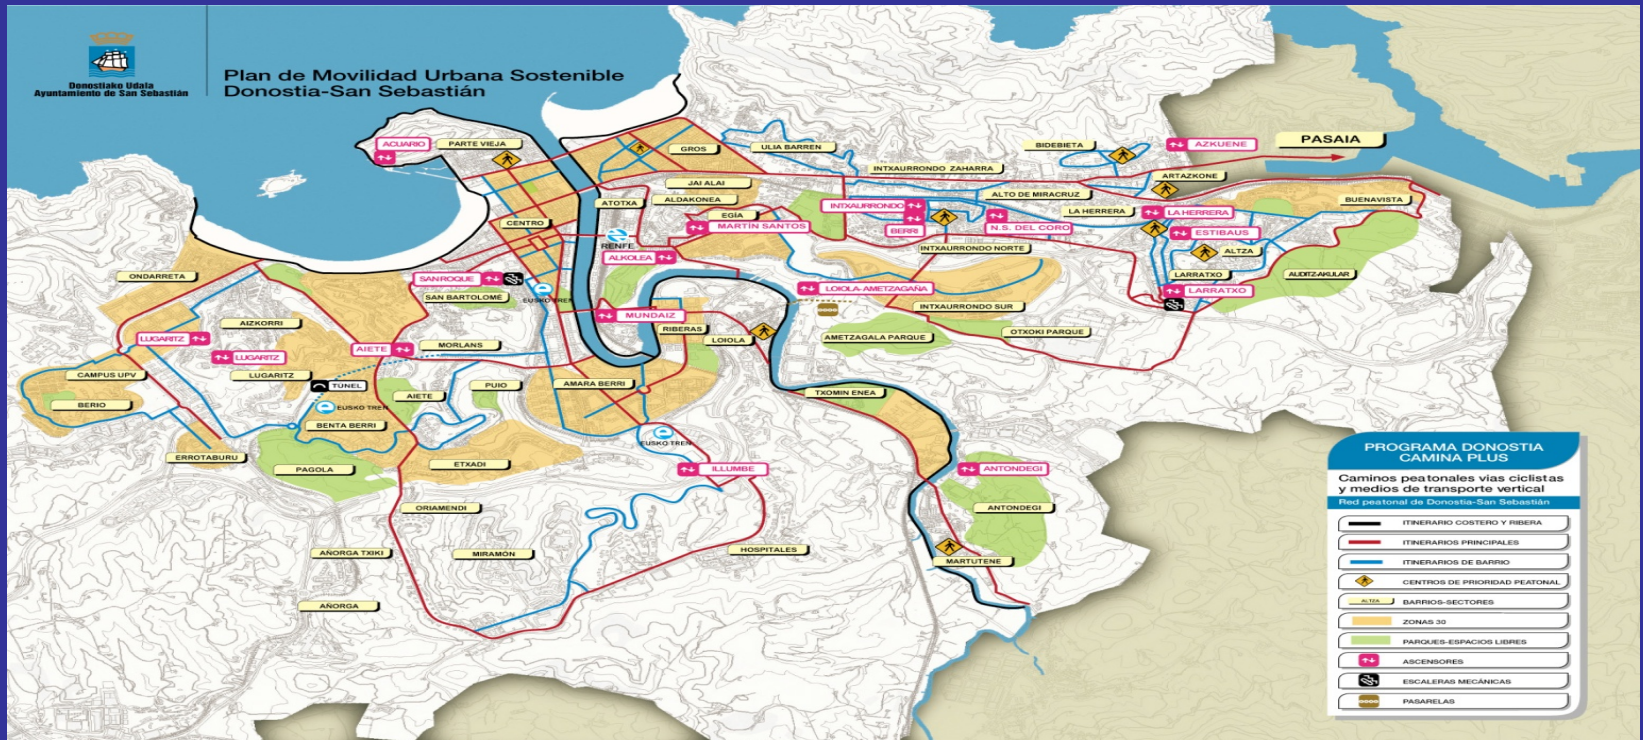 Donostiako Udala
Ayuntamiento de San Sebastián
Plan de Movilidad Urbana Sostenible
Donostia-San Sebastián
ACUARIO
PARTE VIEJA
GROS
ULIA BARREN
BIDEBIETA
AZKUENE
PASAIA
INTXAURRONDO ZAHARRA
ARTAZKONE
JAI ALAI
ALDAKONEA
ATOTXA
ALTO DE MIRACRUZ
BUENAVISTA
INTXAURRONDO
BERRI
LA HERRERA
LA HERRERA
CENTRO
EGÍA
MARTÍN SANTOS
N.S. DEL CORO
ESTIBAUS
RENFE
ALKOLEA
INTXAURRONDO NORTE
ALTZA
ONDARRETA
SAN ROQUE
SAN BARTOLOMÉ
EUSKO TREN
LARRATXO
AUDITZ-AKULAR
LOIOLA-AMETZAGAÑA
LARRATXO
MUNDAIZ
INTXAURRONDO SUR
AIZKORRI
RIBERAS
LOIOLA
AMETZAGALA PARQUE
OTXOKI PARQUE
LUGARITZ
LUGARITZ
AIETE
MORLANS
CAMPUS UPV
LUGARITZ
TÚNEL
PUIO
AMARA BERRI
TXOMIN ENEA
BERIO
EUSKO TREN
AIETE
BENTA BERRI
EUSKO TREN
ERROTABURU
PAGOLA
ETXADI
ILLUMBE
ANTONDEGI
ORIAMENDI
ANTONDEGI
AÑORGA TXIKI
MIRAMÓN
HOSPITALES
MARTUTENE
AÑORGA
PROGRAMA DONOSTIA
CAMINA PLUS
Caminos peatonales vias ciclistas
y medios de transporte vertical
Red peatonal de Donostia-San Sebastián
ITINERARIO COSTERO Y RIBERA
ITINERARIOS PRINCIPALES
ITINERARIOS DE BARRIO
CENTROS DE PRIORIDAD PEATONAL
ALTZA
BARRIOS-SECTORES
ZONAS 30
PARQUES-ESPACIOS LIBRES
ASCENSORES
ESCALERAS MECÁNICAS
PASARELAS